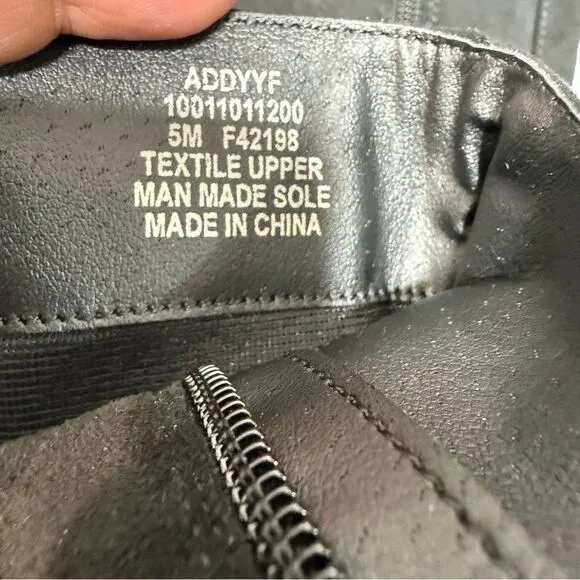 ADDYYF
10011011200
5M F42198
TEXTILE UPPER
MAN MADE SOLE
MADE IN CHINA